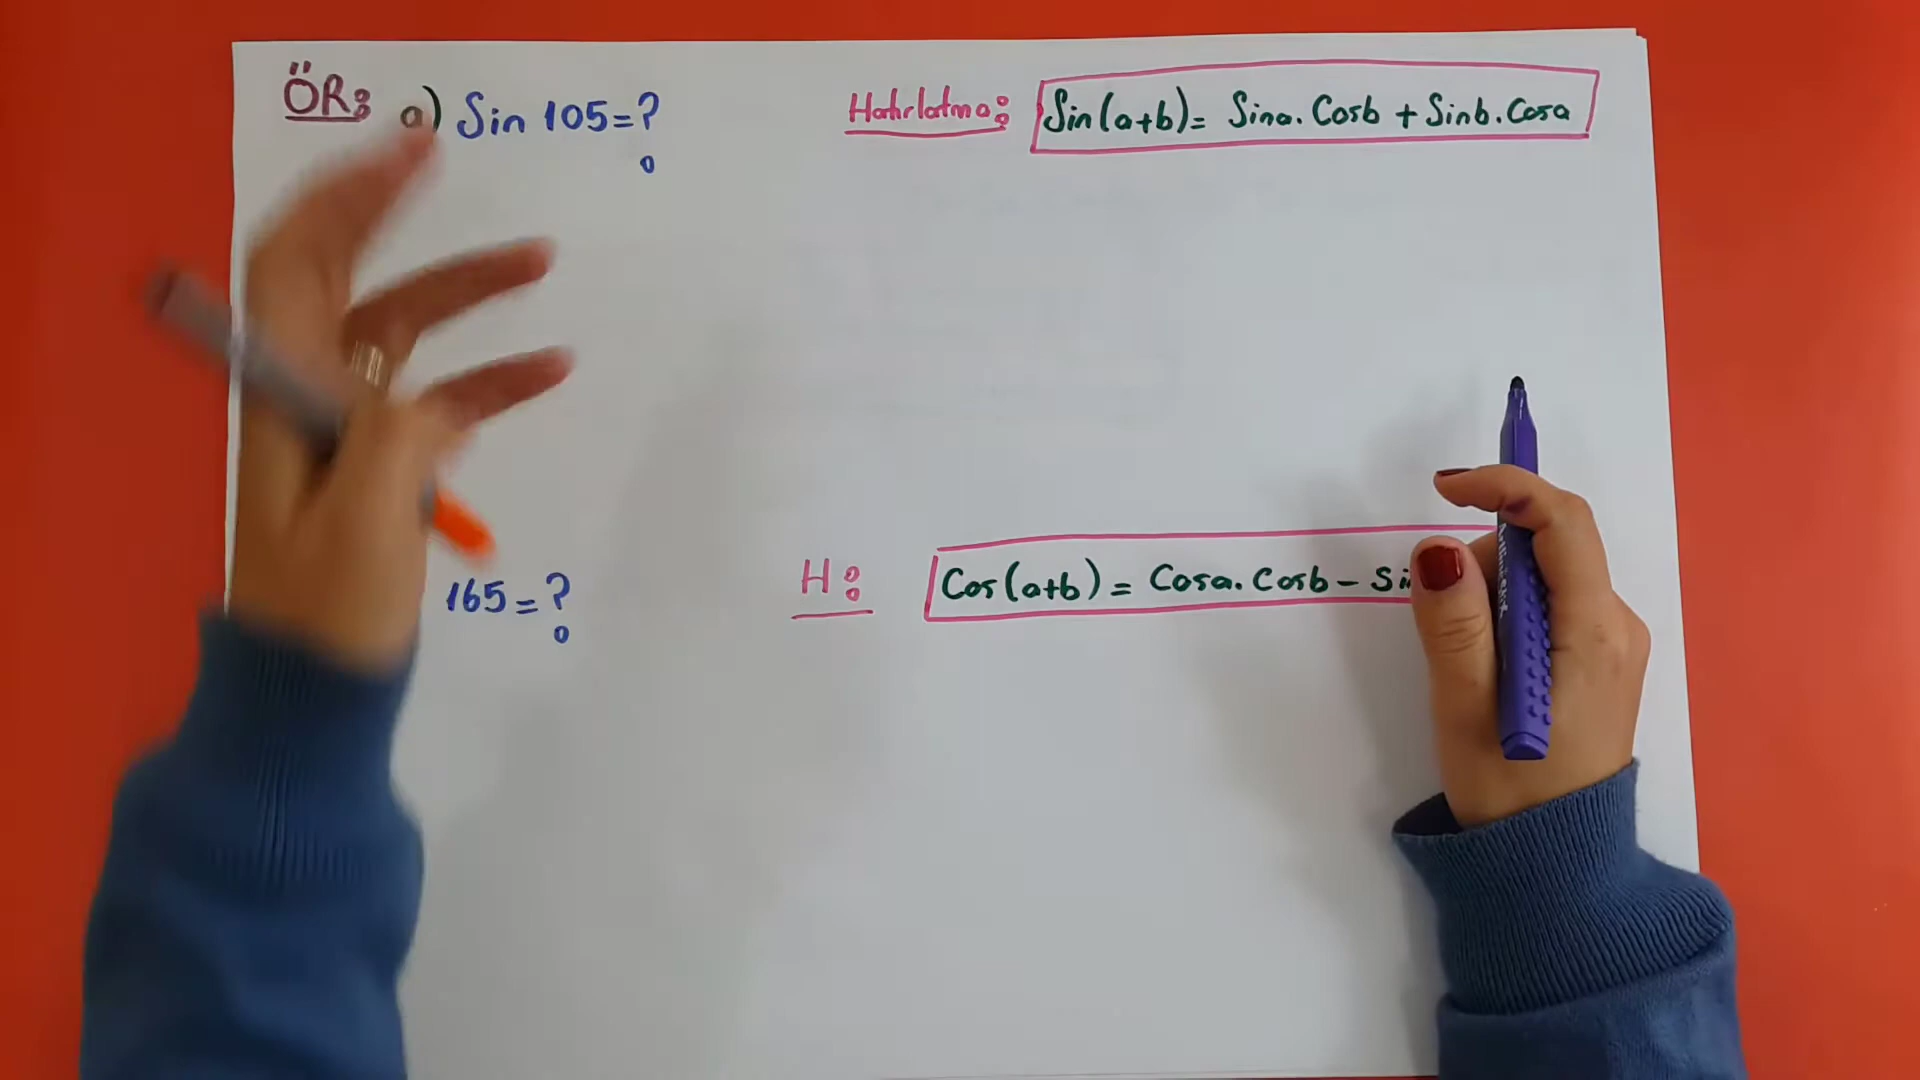 ÖR: a) Sin 105=?
Hatırlatma: Sin(a+b)= Sina.Cosb + Sinb.Cosa
165=?
H: Cos(a+b) = Cosa.Cosb - Si